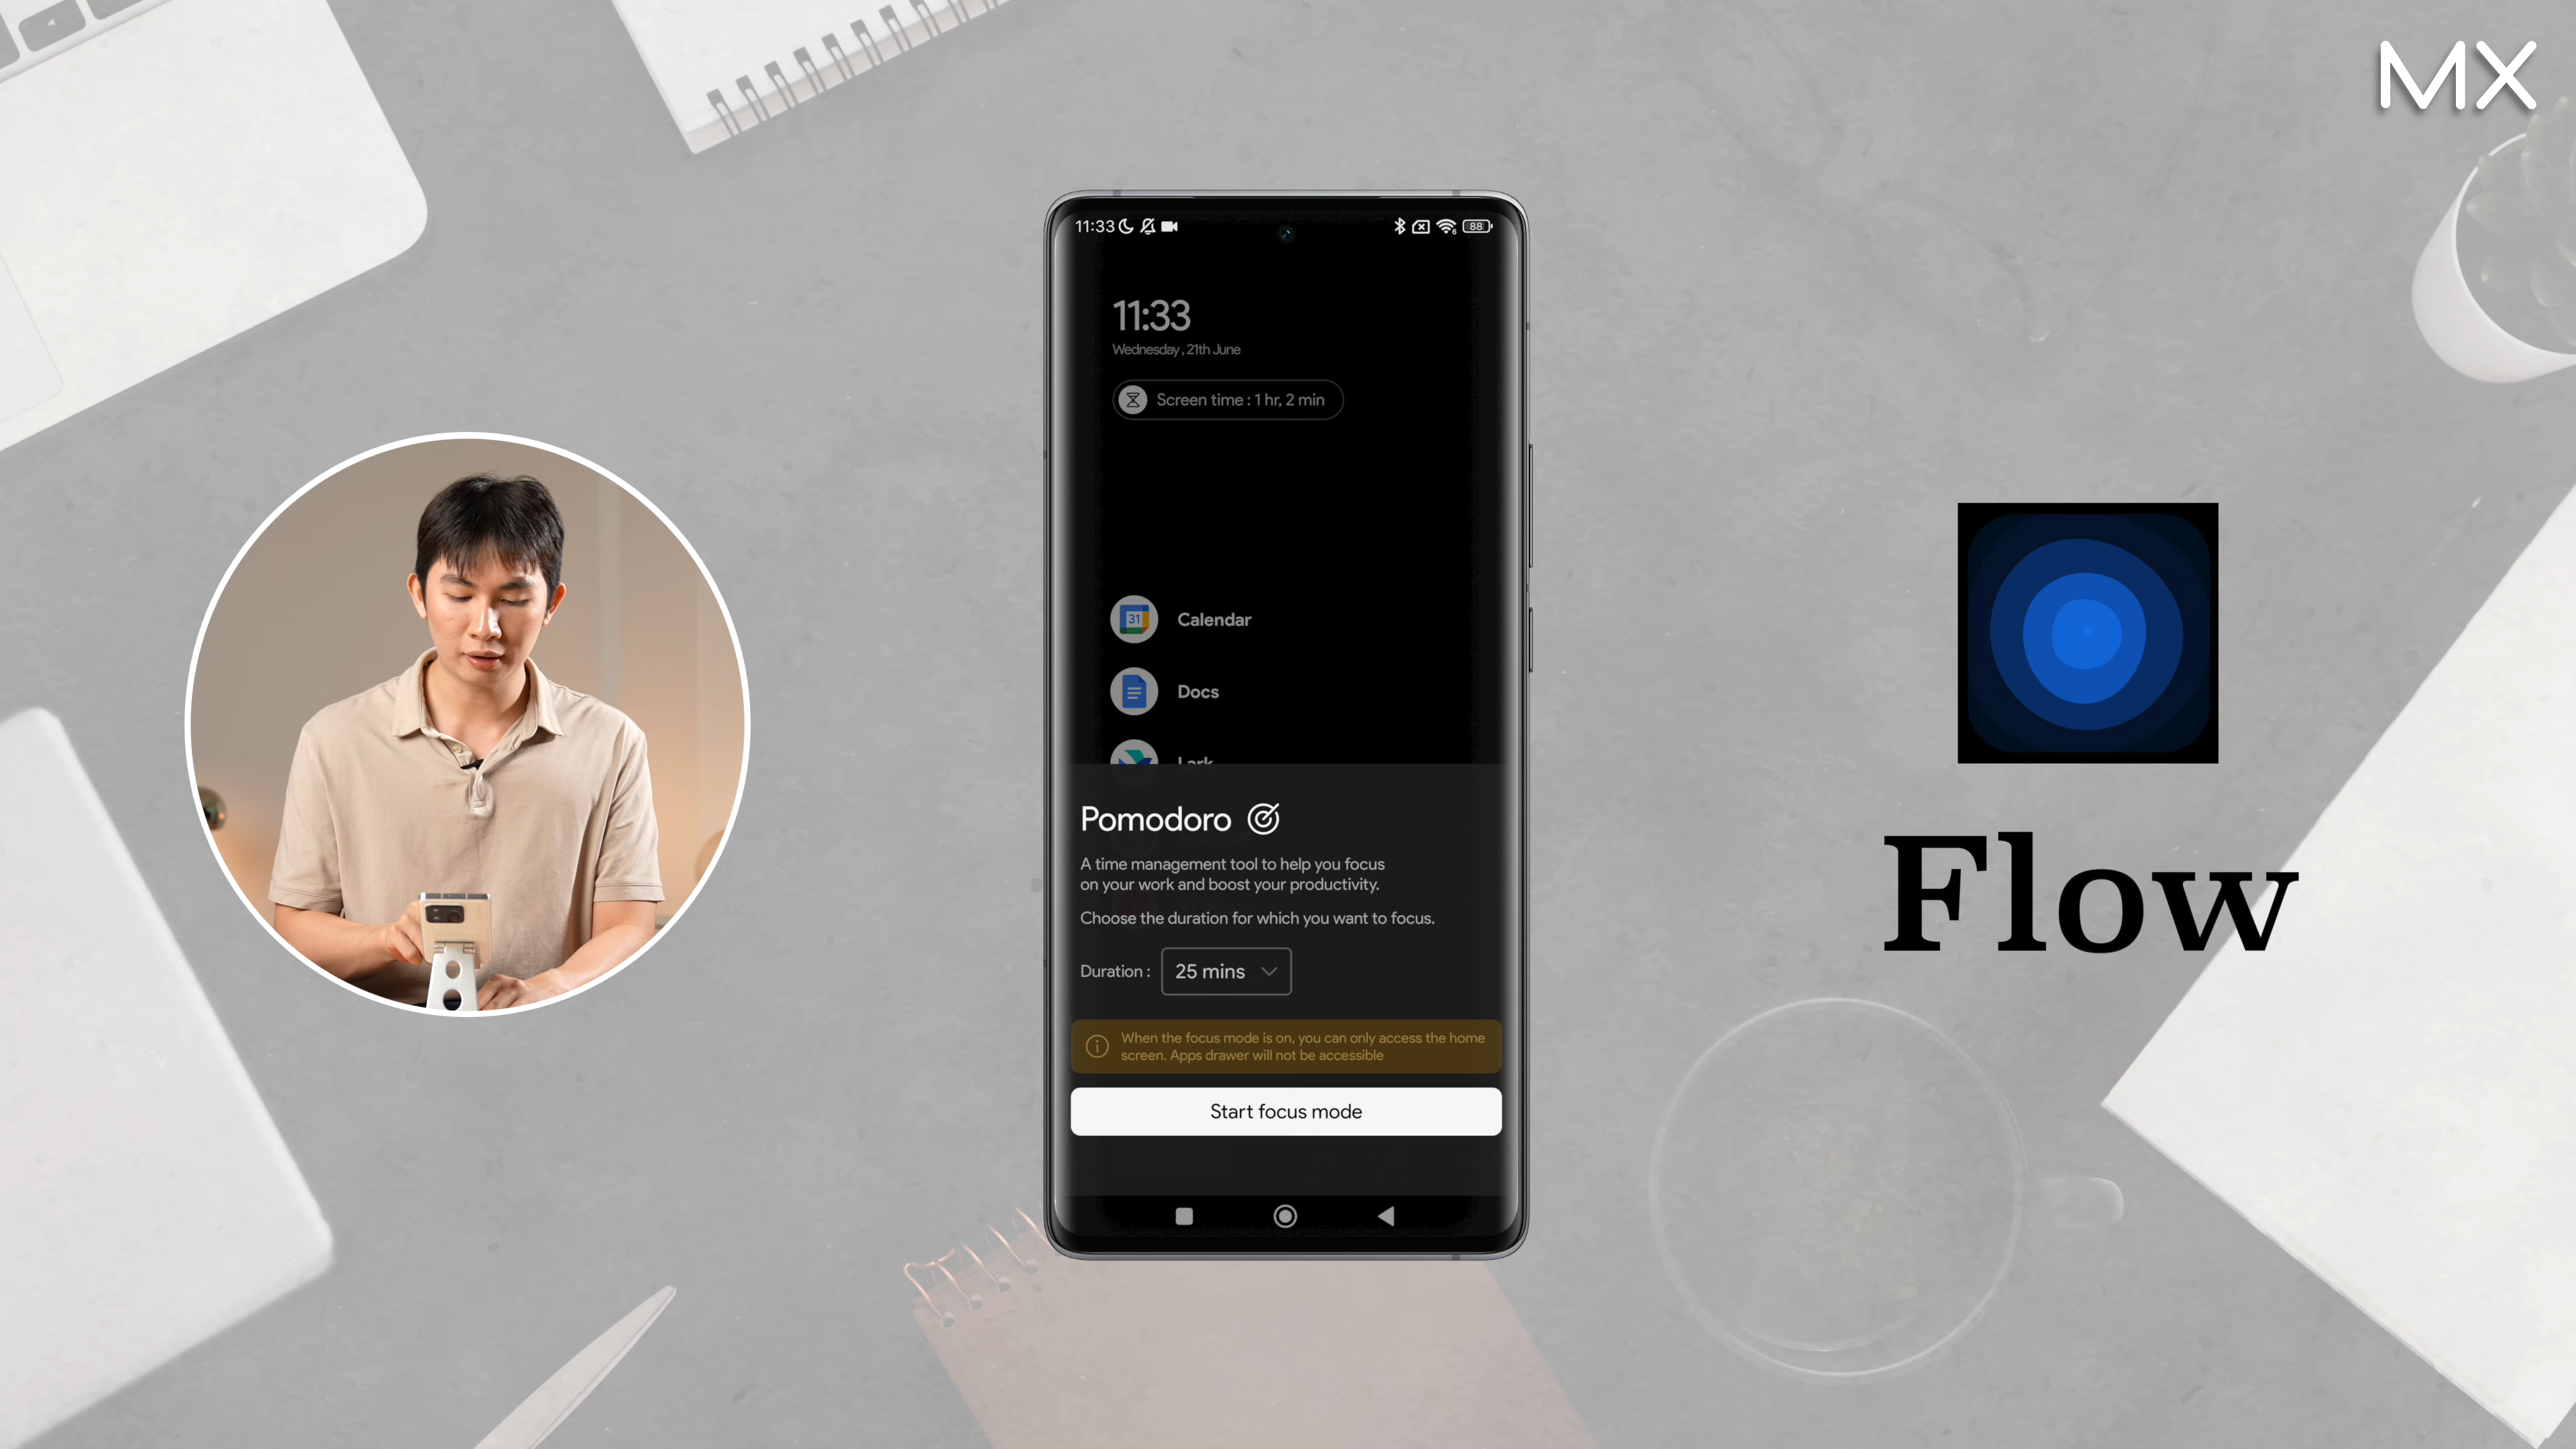 MX
11:33
88
11:33
Wednesday , 21th June
Screen time : 1 hr, 2 min
31
Calendar
Docs
Lark
Pomodoro
A time management tool to help you focus
on your work and boost your productivity.
Choose the duration for which you want to focus.
Duration :
25 mins
When the focus mode is on, you can only access the home
screen. Apps drawer will not be accessible
Start focus mode
Flow